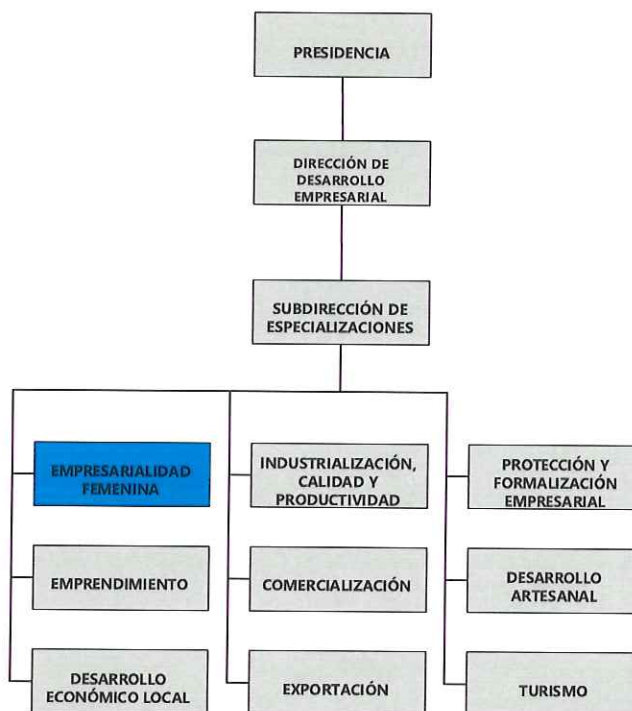 PRESIDENCIA
DIRECCIÓN DE
DESARROLLO
EMPRESARIAL
SUBDIRECCIÓN DE
ESPECIALIZACIONES
EMPRESARIALIDAD
FEMENINA
INDUSTRIALIZACIÓN,
CALIDAD Y
PRODUCTIVIDAD
PROTECCIÓN Y
FORMALIZACIÓN
EMPRESARIAL
EMPRENDIMIENTO
COMERCIALIZACIÓN
DESARROLLO
ARTESANAL
DESARROLLO
ECONÓMICO LOCAL
EXPORTACIÓN
TURISMO